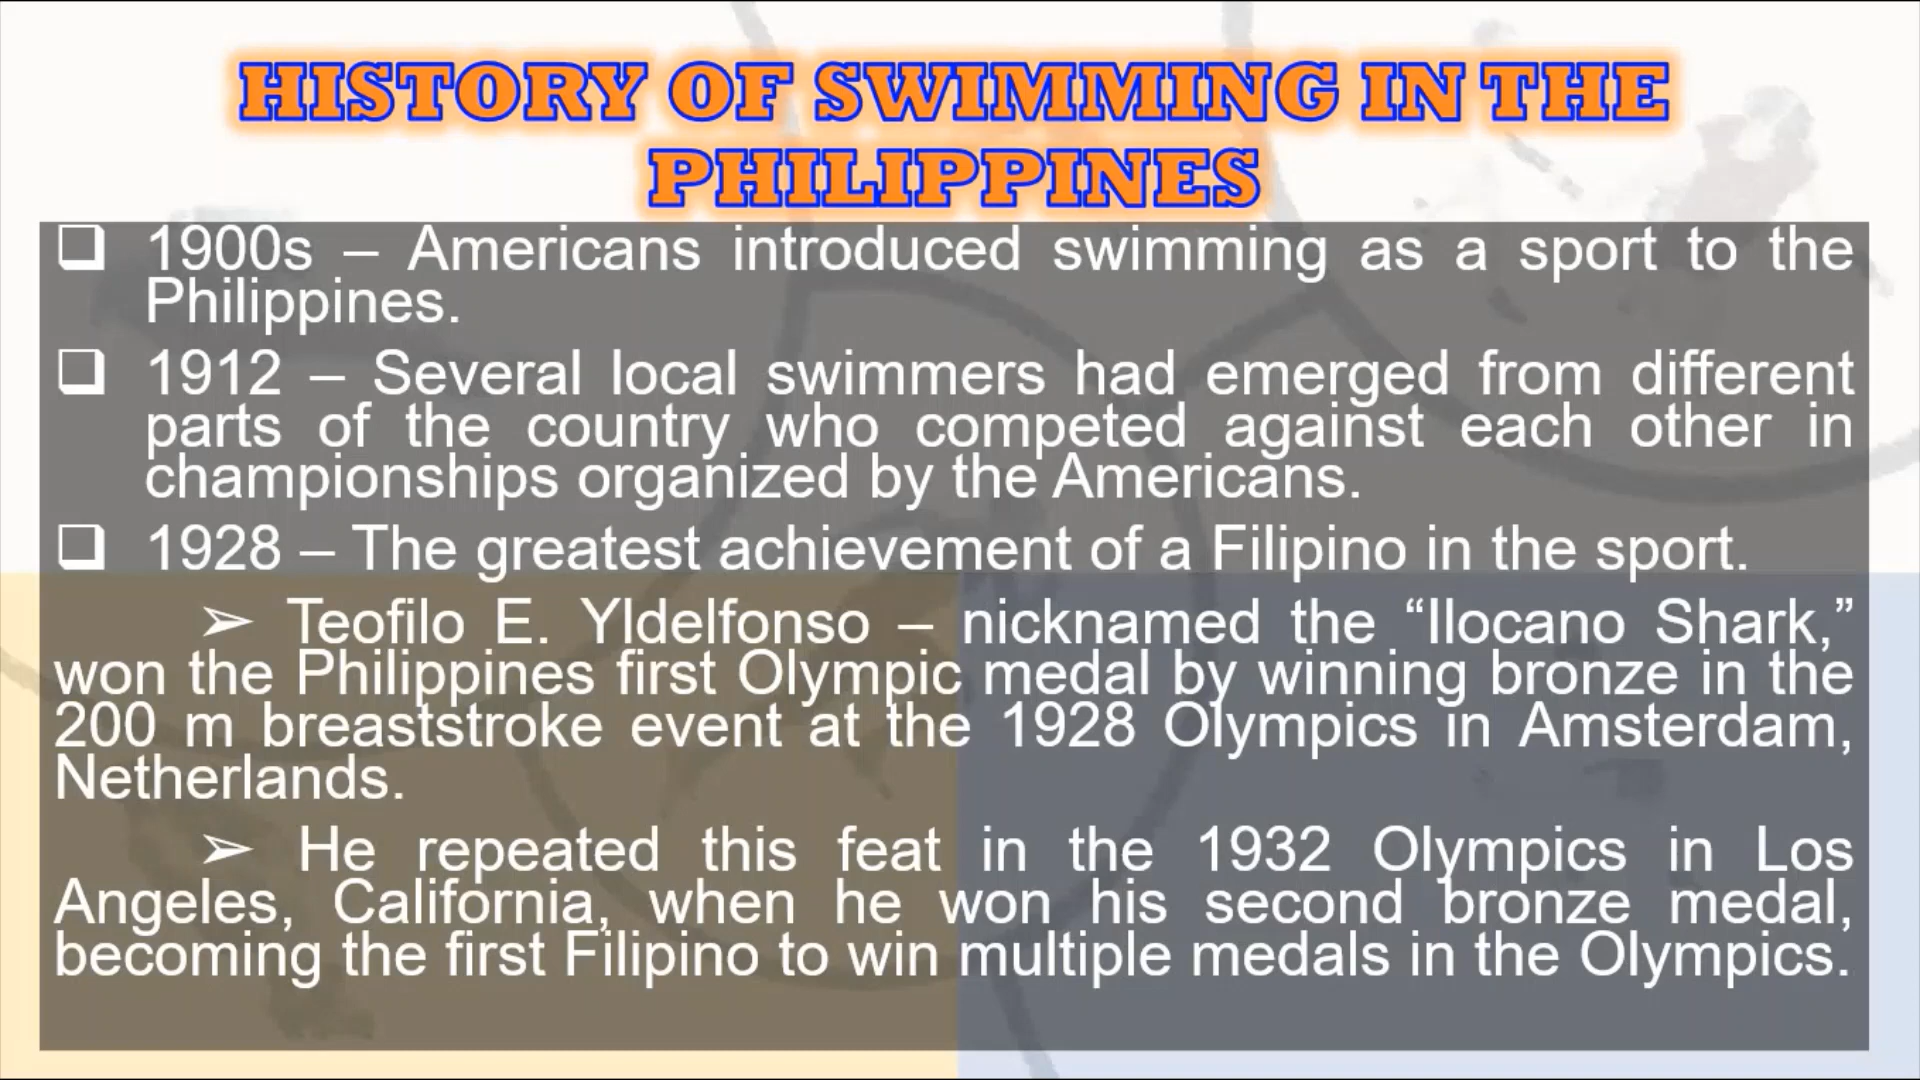 HISTORY OF SWIMMING IN THE
PHILIPPINES
❑ 1900s – Americans introduced swimming as a sport to the
Philippines.
❑ 1912 – Several local swimmers had emerged from different
parts of the country who competed against each other in
championships organized by the Americans.
❑ 1928 – The greatest achievement of a Filipino in the sport.
➢ Teofilo E. Yldelfonso – nicknamed the “Ilocano Shark,”
won the Philippines first Olympic medal by winning bronze in the
200 m breaststroke event at the 1928 Olympics in Amsterdam,
Netherlands.
➢ He repeated this feat in the 1932 Olympics in Los
Angeles, California, when he won his second bronze medal,
becoming the first Filipino to win multiple medals in the Olympics.